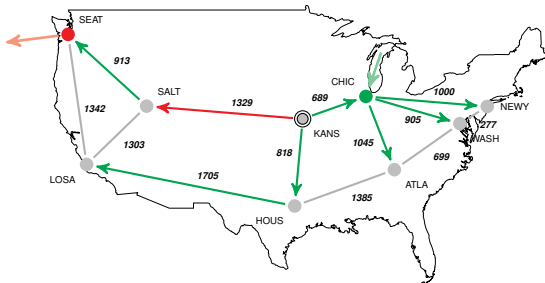 SEAT
913
SALT
CHIC
689
1000
1329
NEWY
1342
KANS
905
277
WASH
1303
818
1045
699
LOSA
1705
ATLA
1385
HOUS